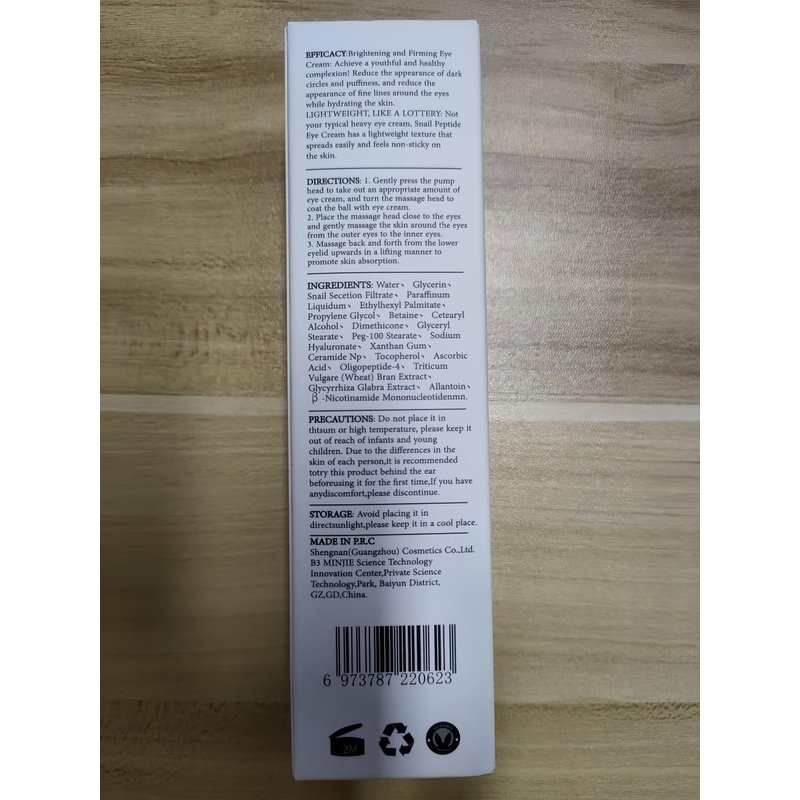 EFFICACY:Brightening and Firming Eye
Cream: Achieve a youthful and healthy
complexion! Reduce the appearance of dark
circles and puffiness, and reduce the
appearance of fine lines around the eyes
while hydrating the skin.
LIGHTWEIGHT, LIKE A LOTTERY: Not
your typical heavy eye cream, Snail Peptide
Eye Cream has a lightweight texture that
spreads easily and feels non-sticky on
the skin.
DIRECTIONS: 1. Gently press the pump
head to take out an appropriate amount of
eye cream, and turn the massage head to
coat the ball with eye cream.
2. Place the massage head close to the eyes
and gently massage the skin around the eyes
from the outer eyes to the inner eyes.
3. Massage back and forth from the lower
eyelid upwards in a lifting manner to
promote skin absorption.
INGREDIENTS: Water、 Glycerin、
Snail Secetion Filtrate、 Paraffinum
Liquidum、 Ethylhexyl Palmitate、
Propylene Glycol、 Betaine、 Cetearyl
Alcohol、 Dimethicone、 Glyceryl
Stearate、 Peg-100 Stearate、 Sodium
Hyaluronate、 Xanthan Gum、
Ceramide Np、 Tocopherol、 Ascorbic
Acid、 Oligopeptide-4、 Triticum
Vulgare (Wheat) Bran Extract、
Glycyrrhiza Glabra Extract、 Allantoin、
β -Nicotinamide Mononucleotidenmn.
PRECAUTIONS: Do not place it in
thtsum or high temperature, please keep it
out of reach of infants and young
children. Due to the differences in the
skin of each person,it is recommended
totry this product behind the ear
beforeusing it for the first time,If you have
anydiscomfort,please discontinue.
STORAGE: Avoid placing it in
directsunlight,please keep it in a cool place.
MADE IN P.R.C
Shengnan(Guangzhou) Cosmetics Co.,Ltd.
B3 MINJIE Science Technology
Innovation Center,Private Science
Technology,Park, Baiyun District,
GZ,GD,China.
6 973787 220623
2M